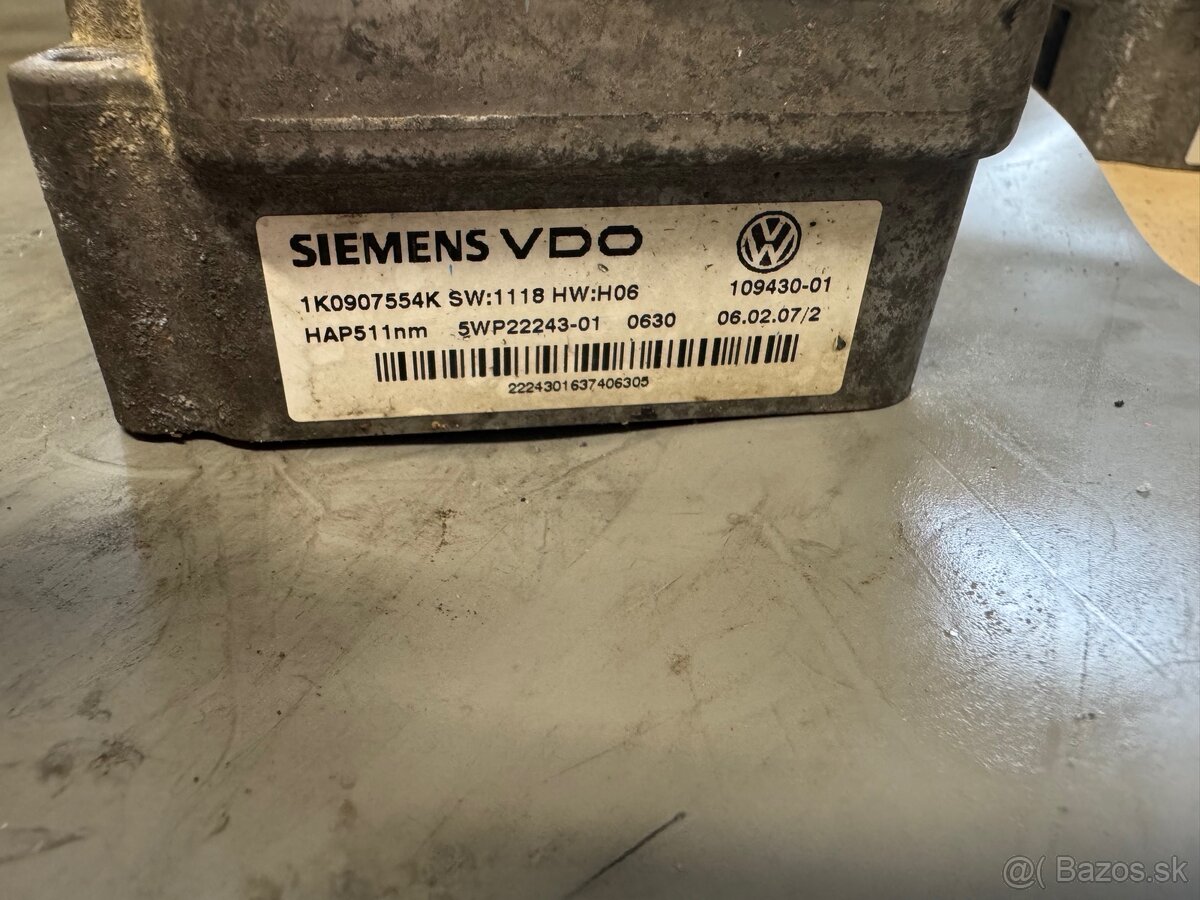 SIEMENS VDO
1K0907554K SW:1118 HW:H06 109430-01
HAP511nm 5WP22243-01 0630 06.02.07/2
2224301637406305
@( Bazos.sk